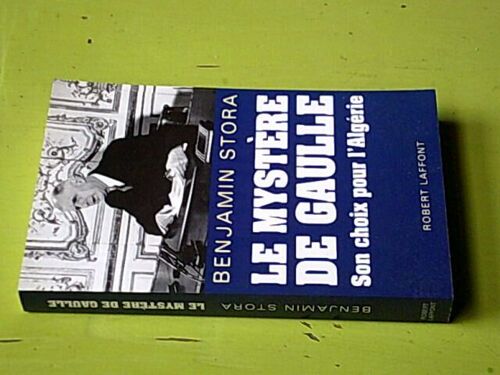 BENJAMIN STORA
LE MYSTÈRE
DE GAULLE
Son choix pour l'Algérie
ROBERT LAFFONT
LE MYSTÈRE DE GAULLE
BENJAMIN STORA
ROBERT
LAFFONT